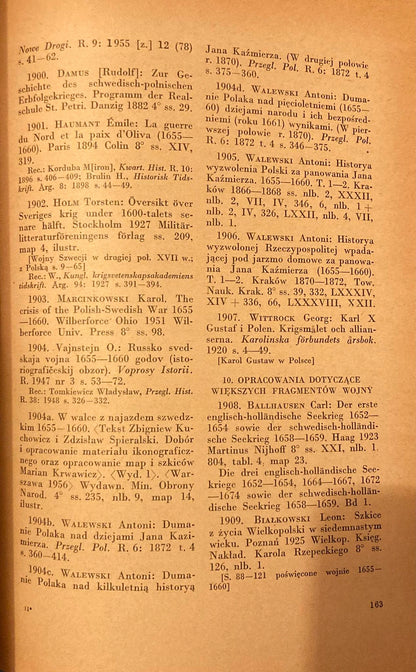 Nowe Drogi. R. 9: 1955 [z.] 12 (78)
s. 41—62.
1900. DAMUS [Rudolf]: Zur Ge-
schichte des schwedisch-polnischen
Erbfolgekrieges. Programm der Real-
schule St. Petri. Danzig 1882 4° ss. 29.
1901. HAUMANT Émile: La guerre
du Nord et la paix d'Oliva (1655—
1660). Paris 1894 Colin 8° ss. XIV,
319.
Rec.: Korduba M[iron], Kwart. Hist. R. 10:
1896 s. 406—409; Brulin H., Historisk Tids-
krift. Arg. 8: 1898 s. 44—49.
1902. HOLM Torsten: Översikt över
Sveriges krig under 1600-talets se-
nare hälft. Stockholm 1927 Militär-
litteraturföreningens förlag ss. 209,
map 4, ilustr.
[Wojny Szwecji w drugiej poł. XVII w.;
z Polską s. 9—65]
Rec.: W., Kungl. krigsvetenskapsakademiens
tidskrift. Arg. 94: 1927 s. 391—394.
1903. MARCINKOWSKI Karol. The
crisis of the Polish-Swedish War 1655
—1660. Wilberforce Ohio 1951 Wil-
berforce Univ. Press 8° ss. 98.
1904. Vajnštejn O.: Russko sved-
skaja vojna 1655—1660 godov (isto-
riografičeskij obzor). Voprosy Istorii.
R. 1947 nr 3 s. 53—72.
Rec.: Tomkiewicz Władysław, Przegl. Hist.
R. 38: 1948 s. 326—332.
1904a. W walce z najazdem szwedz-
kim 1655—1660. ⟨Tekst Zbigniew Ku-
chowicz i Zdzisław Spieralski. Dobór
i opracowanie materiału ikonograficz-
nego oraz opracowanie map i szkiców
Marian Krwawicz⟩. ⟨Wyd. 1⟩. ⟨War-
szawa 1956⟩ Wydawn. Min. Obrony
Narod. 4° ss. 235, nlb. 9, map 14,
ilustr.
1904b. WALEWSKI Antoni: Duma-
nie Polaka nad dziejami Jana Kazi-
mierza. Przegl. Pol. R. 6: 1872 t. 4
s. 360—414.
1904c. WALEWSKI Antoni: Duma-
nie Polaka nad kilkuletnią historyą
11*
Jana Kaźmierza. (W drugiej połowie
r. 1870). Przegl. Pol. R. 6: 1872 t. 4
s. 375—360.
1904d. WALEWSKI Antoni: Duma-
nie Polaka nad pięcioletniemi (1655—
60) dziejami narodu i ich bezpośred-
niemi (roku 1661) wynikami. (W pier-
wszej połowie r. 1870). Przegl. Pol.
R. 6: 1872 t. 4 s. 346—375.
1905. WALEWSKI Antoni: Historya
wyzwolenia Polski za panowania Jana
Kaźmierza, 1655—1660. T. 1—2. Kra-
ków 1866—1868 ss. nlb. 2, XXXII,
nlb. 2, VII, IV, 346, 6, nlb. 1 +
nlb. 2, IV, 326, LXXII, nlb. 4, VII,
nlb. 1.
1906. WALEWSKI Antoni: Historya
wyzwolonej Rzeczypospolitej wpada-
jącej pod jarzmo domowe za panowa-
nia Jana Kaźmierza (1655—1660).
T. 1—2. Kraków 1870—1872, Tow.
Nauk. Krak. 8° ss. 39, 332, LXXXIV,
XIV + 336, 66, LXXXVIII, XXII.
1907. WITTROCK Georg: Karl X
Gustaf i Polen. Krigsmålet och allian-
serna. Karolinska förbundets årsbok.
1920 s. 4—49.
[Karol Gustaw w Polsce]
10. OPRACOWANIA DOTYCZĄCE
WIĘKSZYCH FRAGMENTÓW WOJNY
1908. BALLHAUSEN Carl: Der erste
englisch-holländische Seekrieg 1652—
1654 sowie der schwedisch-holländi-
sche Seekrieg 1658—1659. Haag 1923
Martinus Nijhoff 8° ss. XXI, nlb. 1.
804, tabl. 4, map 23.
Die drei englisch-holländische See-
kriege 1652—1654, 1664—1667, 1672
—1674 sowie der schwedisch-hollän-
dische Seekrieg 1658—1659. Bd 1.
1909. BIAŁKOWSKI Leon: Szkice
z życia Wielkopolski w siedemnastym
wieku. Poznań 1925 Wielkop. Księg.
Nakład. Karola Rzepeckiego 8° ss.
126, nlb. 1.
[S. 88—121 poświęcone wojnie 1655—
1660]
163